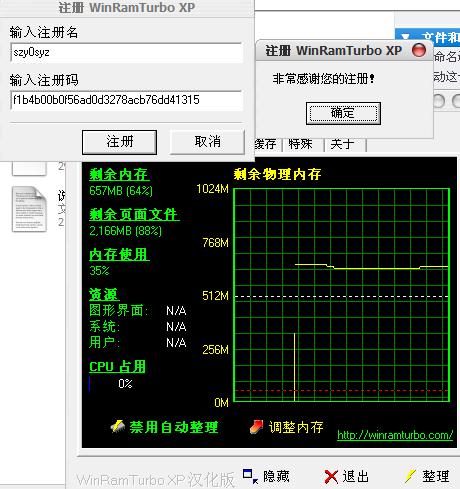 注册 WinRamTurbo XP
输入注册名
szy0syz
输入注册码
f1b4b00b0f56ad0d3278acb76dd41315
注册
取消
注册 WinRamTurbo XP
非常感谢您的注册!
确定
文件和
命名
动这
缓存
特殊
关于
剩余内存
657MB (64%)
剩余页面文件
2,166MB (88%)
内存使用
35%
资源
图形界面: N/A
系统: N/A
用户: N/A
CPU 占用
0%
剩余物理内存
1024M
768M
512M
256M
0M
禁用自动整理
调整内存
http://winramturbo.com/
WinRamTurbo XP 汉化版
隐藏
退出
整理